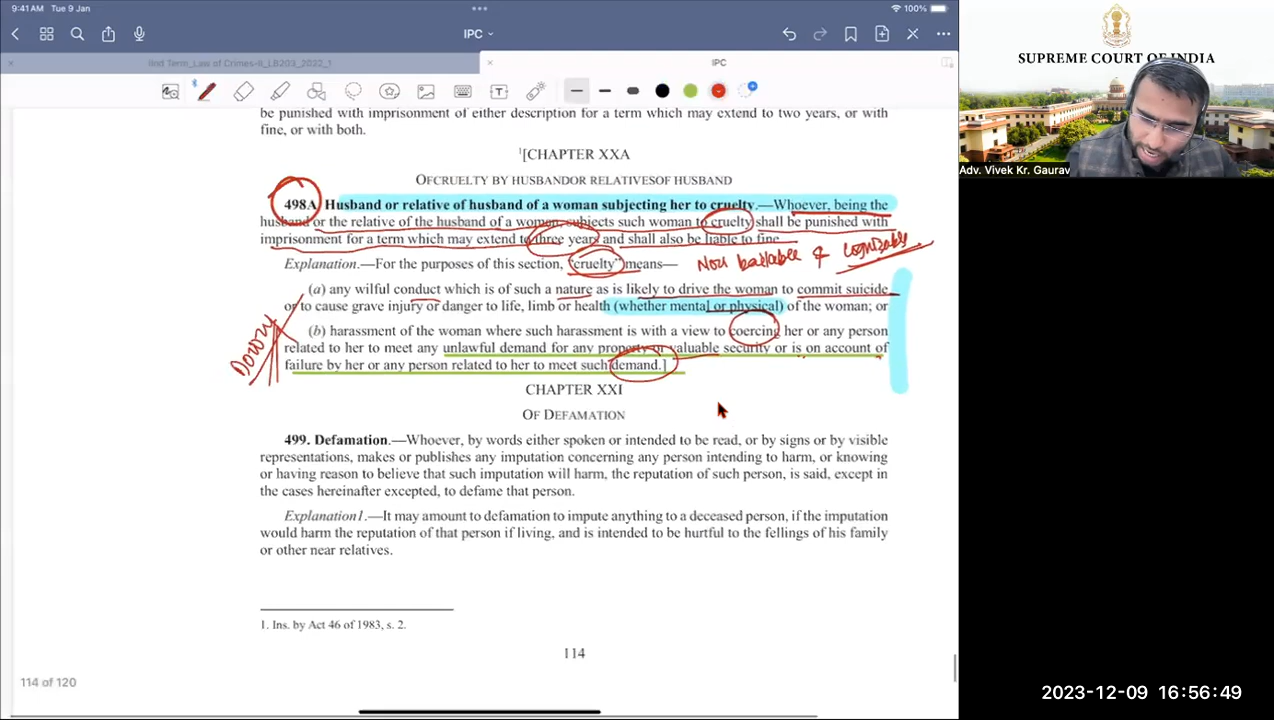 9:41 AM Tue 9 Jan
100%
IPC
IInd Term_Law of Crimes-II_LB203_2022_1
IPC
T
be punished with imprisonment of either description for a term which may extend to two years, or with
fine, or with both.
1[CHAPTER XXA
OFCRUELTY BY HUSBANDOR RELATIVESOF HUSBAND
498A. Husband or relative of husband of a woman subjecting her to cruelty.—Whoever, being the
husband or the relative of the husband of a woman, subjects such woman to cruelty shall be punished with
imprisonment for a term which may extend to three years and shall also be liable to fine.
Non bailable & cognizable
Explanation.—For the purposes of this section, "cruelty" means—
(a) any wilful conduct which is of such a nature as is likely to drive the woman to commit suicide
or to cause grave injury or danger to life, limb or health (whether mental or physical) of the woman; or
Dowry
(b) harassment of the woman where such harassment is with a view to coercing her or any person
related to her to meet any unlawful demand for any property or valuable security or is on account of
failure by her or any person related to her to meet such demand.]
CHAPTER XXI
OF DEFAMATION
499. Defamation.—Whoever, by words either spoken or intended to be read, or by signs or by visible
representations, makes or publishes any imputation concerning any person intending to harm, or knowing
or having reason to believe that such imputation will harm, the reputation of such person, is said, except in
the cases hereinafter excepted, to defame that person.
Explanation1.—It may amount to defamation to impute anything to a deceased person, if the imputation
would harm the reputation of that person if living, and is intended to be hurtful to the fellings of his family
or other near relatives.
1. Ins. by Act 46 of 1983, s. 2.
114
114 of 120
SUPREME COURT OF INDIA
Adv. Vivek Kr. Gaurav
2023-12-09 16:56:49